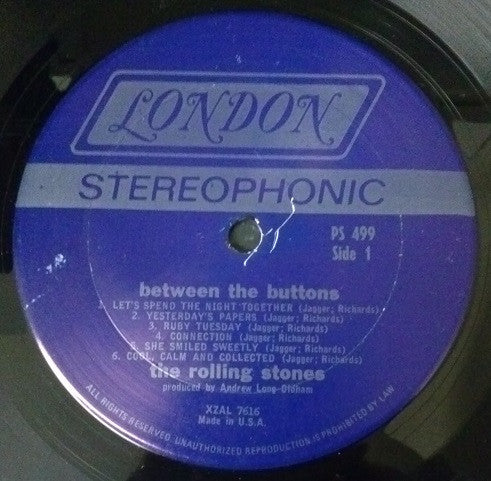 LONDON
STEREOPHONIC
PS 499
Side 1
between the buttons
1. LET'S SPEND THE NIGHT TOGETHER (Jagger; Richards)
2. YESTERDAY'S PAPERS (Jagger; Richards)
3. RUBY TUESDAY (Jagger; Richards)
4. CONNECTION (Jagger; Richards)
5. SHE SMILED SWEETLY (Jagger; Richards)
6. COOL, CALM AND COLLECTED (Jagger; Richards)
the rolling stones
produced by Andrew Loog-Oldham
XZAL 7616
Made in U.S.A.
ALL RIGHTS RESERVED. UNAUTHORIZED REPRODUCTION IS PROHIBITED BY LAW